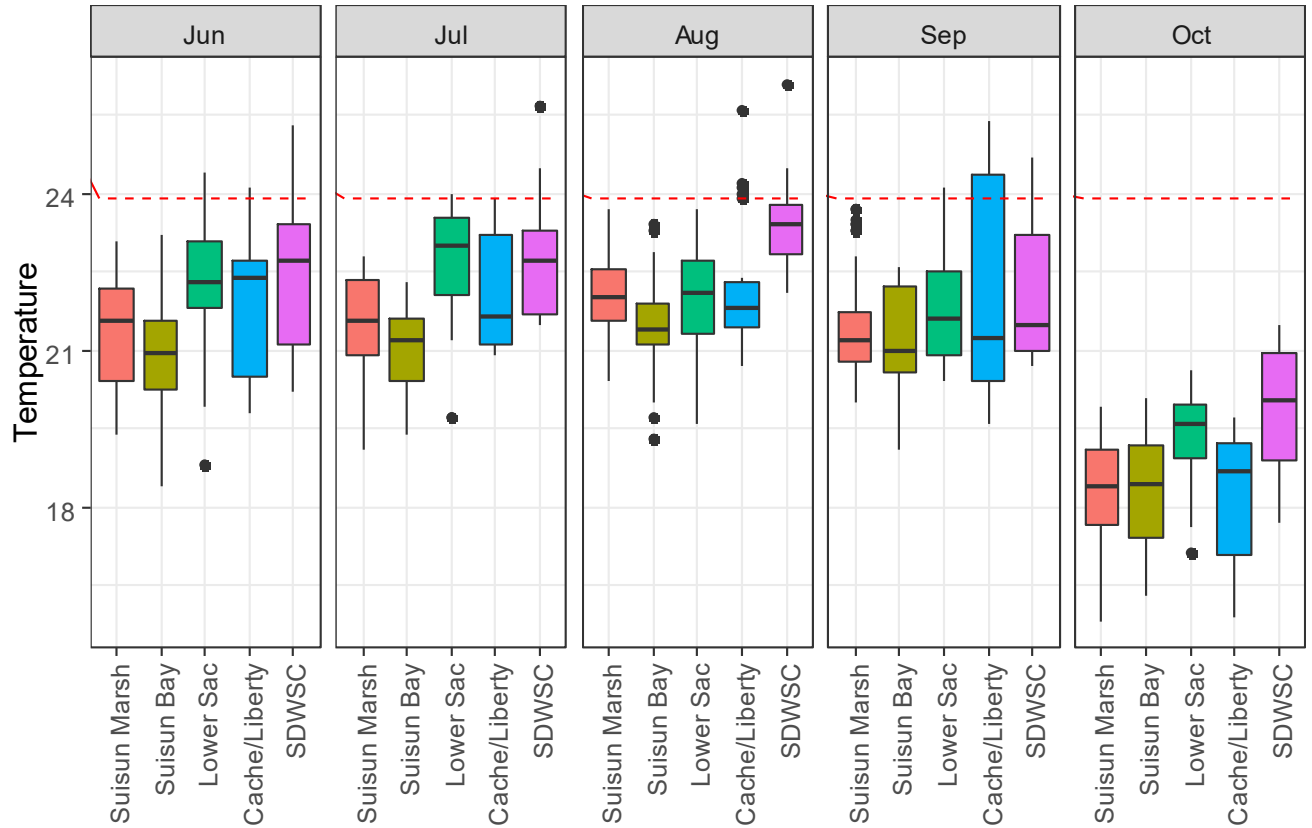 Jun
Jul
Aug
Sep
Oct
Temperature
24
21
18
Suisun Marsh
Suisun Bay
Lower Sac
Cache/Liberty
SDWSC
Suisun Marsh
Suisun Bay
Lower Sac
Cache/Liberty
SDWSC
Suisun Marsh
Suisun Bay
Lower Sac
Cache/Liberty
SDWSC
Suisun Marsh
Suisun Bay
Lower Sac
Cache/Liberty
SDWSC
Suisun Marsh
Suisun Bay
Lower Sac
Cache/Liberty
SDWSC